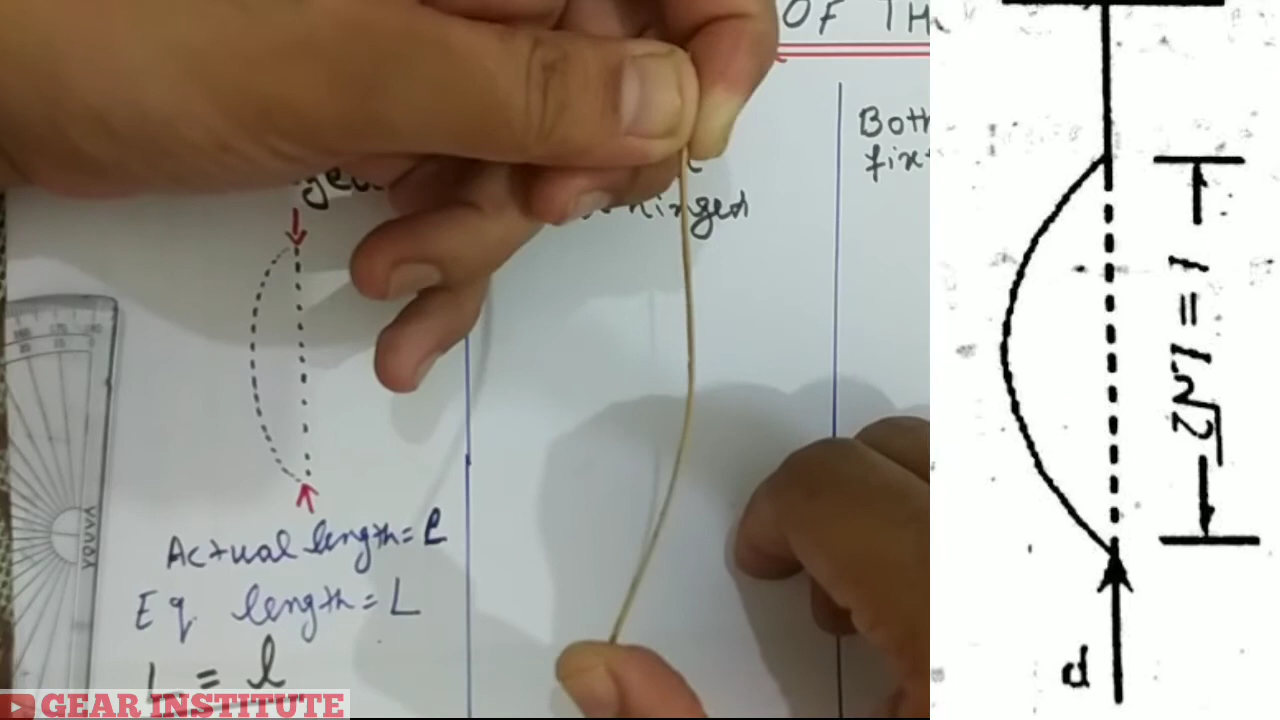 OF TH
Both
fix
hinged
Actual length = l
Eq length = L
L = l
l = L√2
P
GEAR INSTITUTE